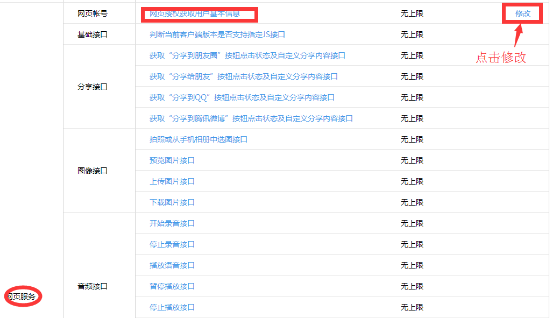 网页帐号 网页授权获取用户基本信息 无上限 修改
基础接口 判断当前客户端版本是否支持指定JS接口 无上限
点击修改
获取“分享到朋友圈”按钮点击状态及自定义分享内容接口 无上限
分享接口 获取“分享给朋友”按钮点击状态及自定义分享内容接口 无上限
获取“分享到QQ”按钮点击状态及自定义分享内容接口 无上限
获取“分享到腾讯微博”按钮点击状态及自定义分享内容接口 无上限
拍照或从手机相册中选图接口 无上限
图像接口 预览图片接口 无上限
上传图片接口 无上限
下载图片接口 无上限
开始录音接口 无上限
停止录音接口 无上限
播放语音接口 无上限
音频接口 暂停播放接口 无上限
网页服务
停止播放接口 无上限